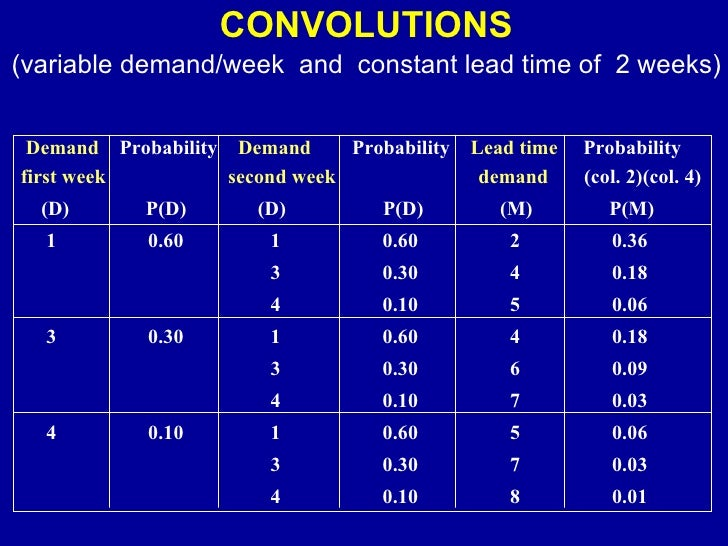 CONVOLUTIONS
(variable demand/week and constant lead time of 2 weeks)
Demand Probability Demand Probability Lead time Probability
first week second week demand (col. 2)(col. 4)
(D) P(D) (D) P(D) (M) P(M)
1 0.60 1 0.60 2 0.36
3 0.30 4 0.18
4 0.10 5 0.06
3 0.30 1 0.60 4 0.18
3 0.30 6 0.09
4 0.10 7 0.03
4 0.10 1 0.60 5 0.06
3 0.30 7 0.03
4 0.10 8 0.01